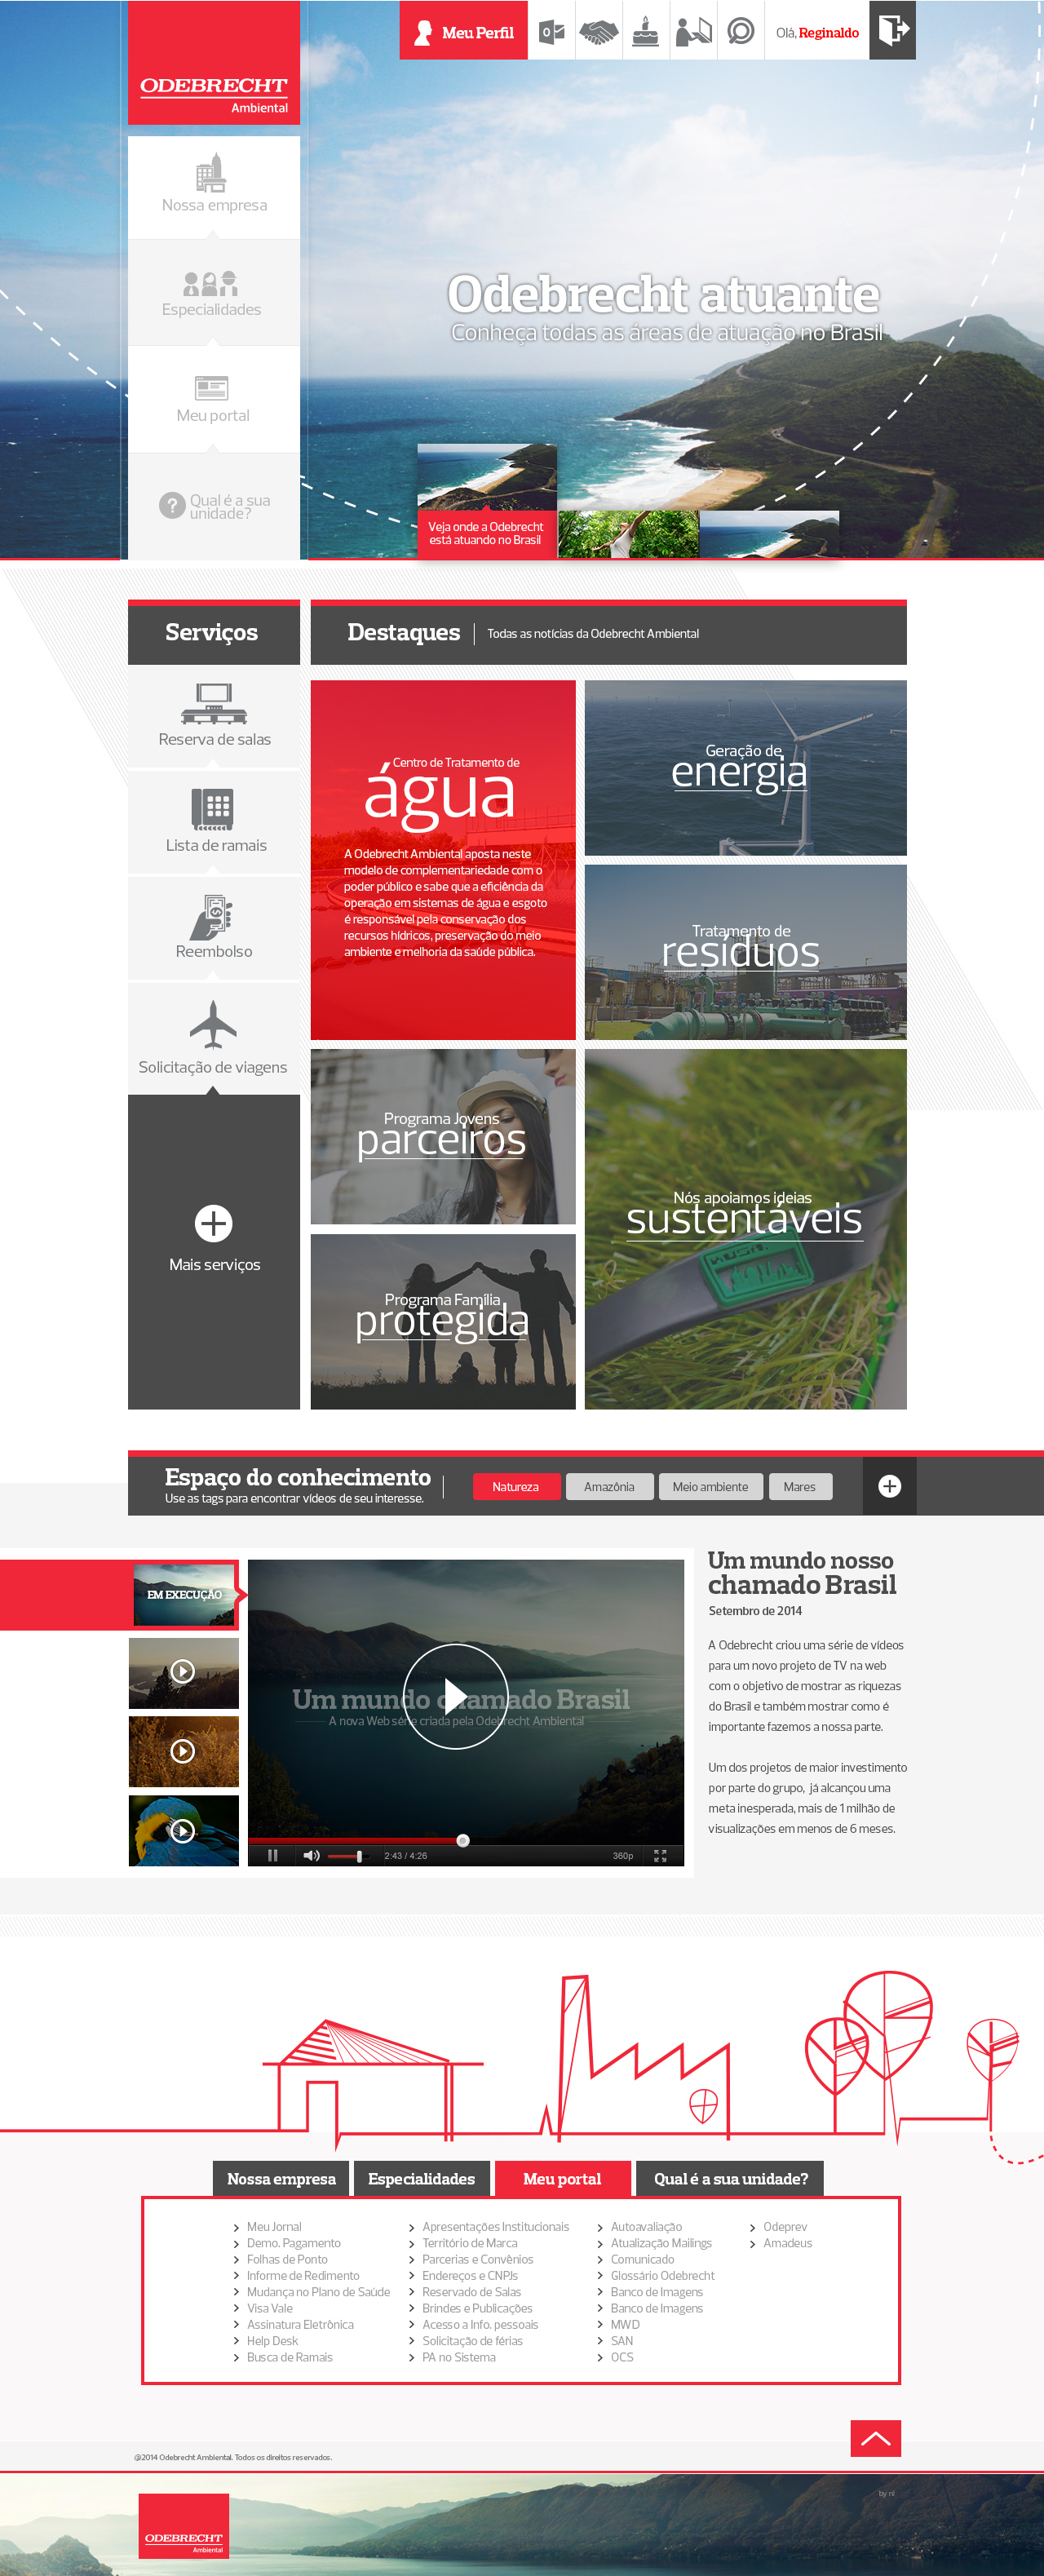 Meu Perfil
Olá, Reginaldo
ODEBRECHT
Ambiental
Nossa empresa
Especialidades
Meu portal
? Qual é a sua
unidade?
Odebrecht atuante
Conheça todas as áreas de atuação no Brasil
Veja onde a Odebrecht
está atuando no Brasil
Serviços
Reserva de salas
Lista de ramais
Reembolso
Solicitação de viagens
Mais serviços
Destaques
Todas as notícias da Odebrecht Ambiental
Centro de Tratamento de
água
A Odebrecht Ambiental aposta neste
modelo de complementariedade com o
poder público e sabe que a eficiência da
operação em sistemas de água e esgoto
é responsável pela conservação dos
recursos hídricos, preservação do meio
ambiente e melhoria da saúde pública.
Geração de
energia
Tratamento de
resíduos
Programa Jovens
parceiros
Programa Família
protegida
Nós apoiamos ideias
sustentáveis
Espaço do conhecimento
Use as tags para encontrar vídeos de seu interesse.
Natureza
Amazônia
Meio ambiente
Mares
EM EXECUÇÃO
Um mundo chamado Brasil
A nova Web série criada pela Odebrecht Ambiental
2:43 / 4:26
360p
Um mundo nosso
chamado Brasil
Setembro de 2014
A Odebrecht criou uma série de vídeos
para um novo projeto de TV na web
com o objetivo de mostrar as riquezas
do Brasil e também mostrar como é
importante fazemos a nossa parte.
Um dos projetos de maior investimento
por parte do grupo, já alcançou uma
meta inesperada, mais de 1 milhão de
visualizações em menos de 6 meses.
Nossa empresa
Especialidades
Meu portal
Qual é a sua unidade?
Meu Jornal
Demo. Pagamento
Folhas de Ponto
Informe de Redimento
Mudança no Plano de Saúde
Visa Vale
Assinatura Eletrônica
Help Desk
Busca de Ramais
Apresentações Institucionais
Território de Marca
Parcerias e Convênios
Endereços e CNPJs
Reservado de Salas
Brindes e Publicações
Acesso a Info. pessoais
Solicitação de férias
PA no Sistema
Autoavaliação
Atualização Mailings
Comunicado
Glossário Odebrecht
Banco de Imagens
Banco de Imagens
MWD
SAN
OCS
Odeprev
Amadeus
@2014 Odebrecht Ambiental. Todos os direitos reservados.
ODEBRECHT
Ambiental